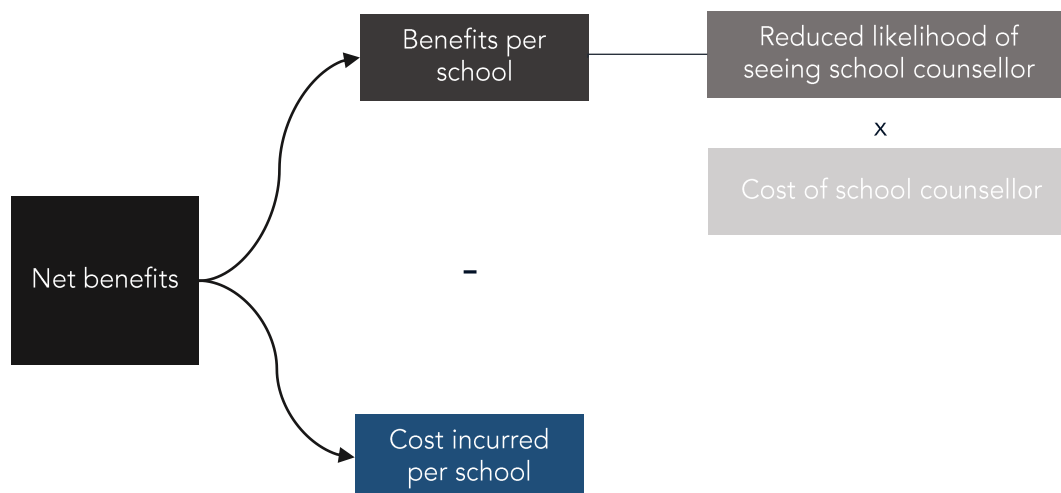 Benefits per
school
Reduced likelihood of
seeing school counsellor
x
Cost of school counsellor
Net benefits
-
Cost incurred
per school